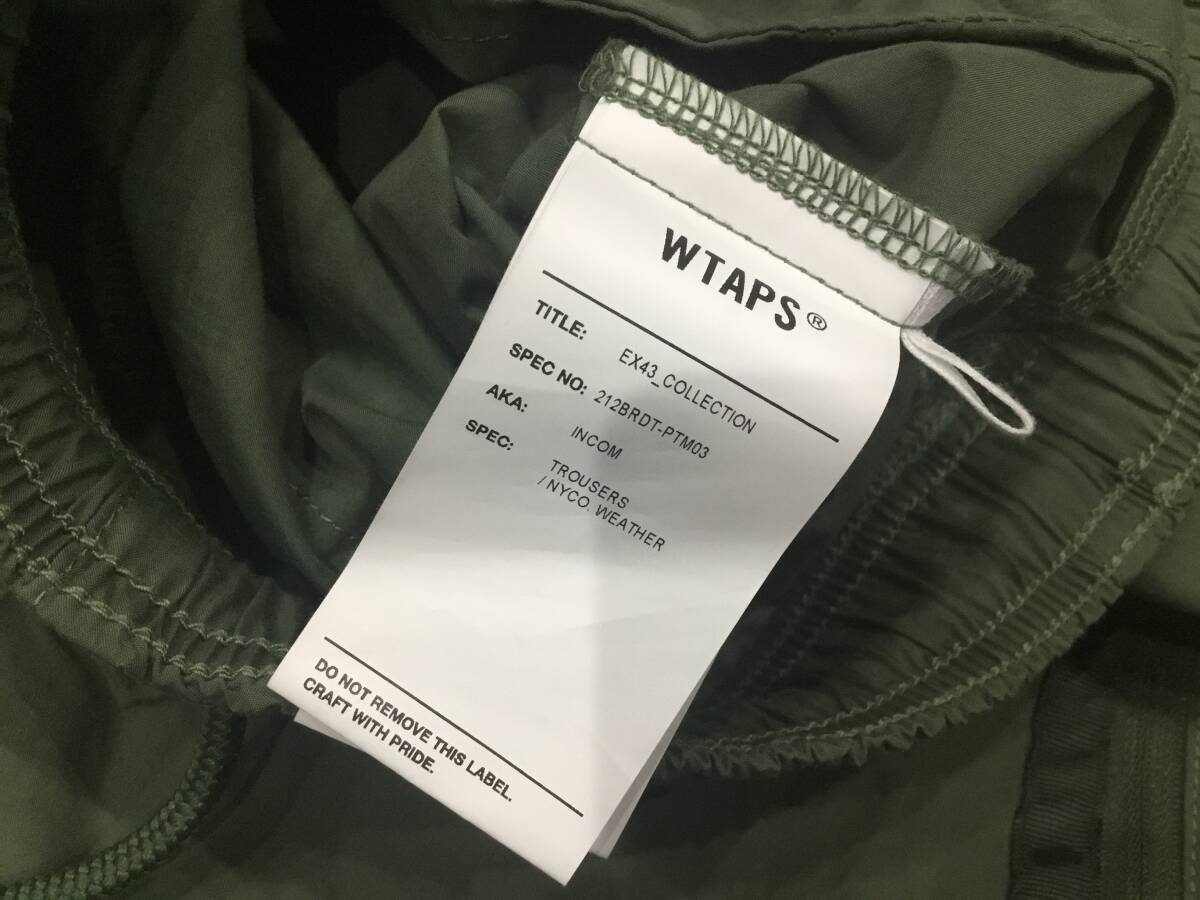 WTAPS®
TITLE: EX43_COLLECTION
SPEC NO: 212BRDT-PTM03
AKA: INCOM
SPEC: TROUSERS
/ NYCO. WEATHER
DO NOT REMOVE THIS LABEL.
CRAFT WITH PRIDE.